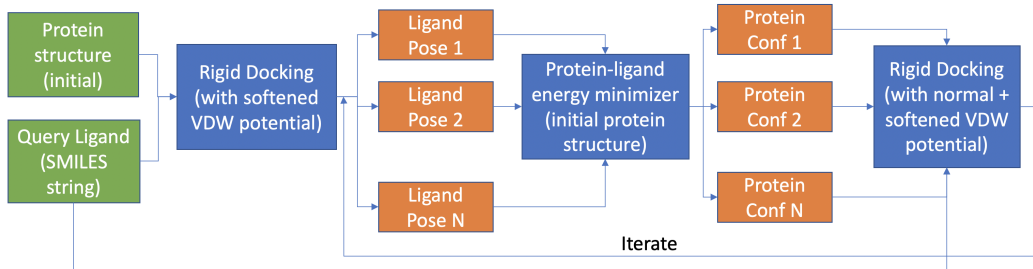 Protein
structure
(initial)
Query Ligand
(SMILES
string)
Rigid Docking
(with softened
VDW potential)
Ligand
Pose 1
Ligand
Pose 2
Ligand
Pose N
Protein-ligand
energy minimizer
(initial protein
structure)
Protein
Conf 1
Protein
Conf 2
Protein
Conf N
Rigid Docking
(with normal +
softened VDW
potential)
Iterate